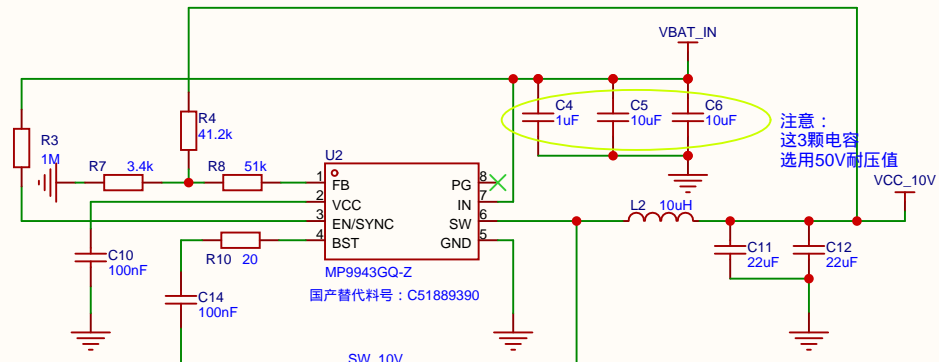 VBAT_IN
R3
1M
R4
41.2k
R7
3.4k
R8
51k
C4
1uF
C5
10uF
C6
10uF
注意：
这3颗电容
选用50V耐压值
VCC_10V
U2
1
FB
2
VCC
3
EN/SYNC
4
BST
8
PG
7
IN
6
SW
5
GND
MP9943GQ-Z
国产替代料号：C51889390
L2
10uH
C10
100nF
R10
20
C14
100nF
C11
22uF
C12
22uF
SW_10V